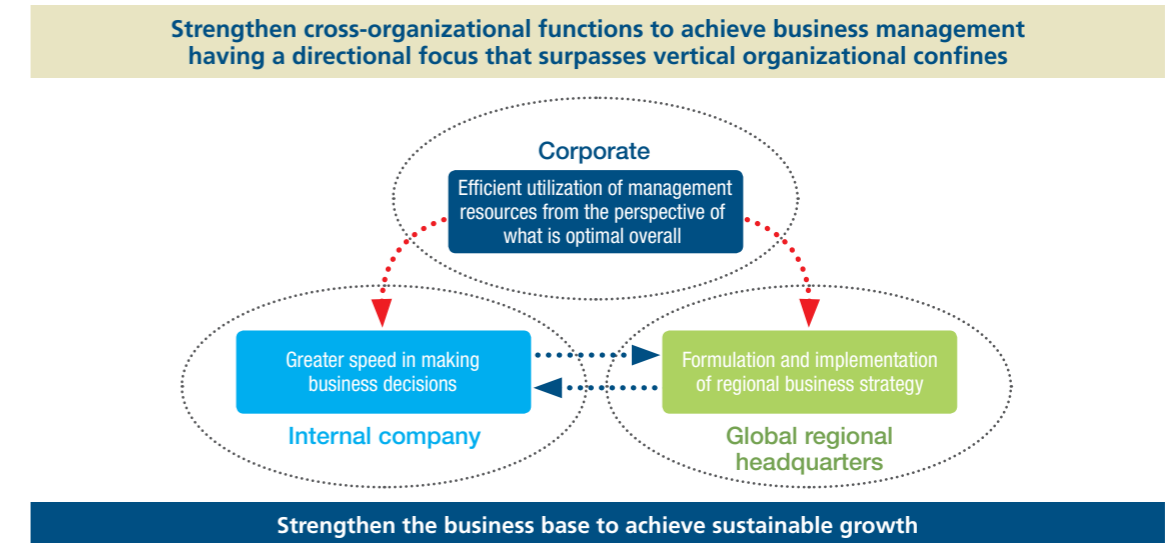 Strengthen cross-organizational functions to achieve business management
having a directional focus that surpasses vertical organizational confines
Corporate
Efficient utilization of management
resources from the perspective of
what is optimal overall
Greater speed in making
business decisions
Internal company
Formulation and implementation
of regional business strategy
Global regional
headquarters
Strengthen the business base to achieve sustainable growth